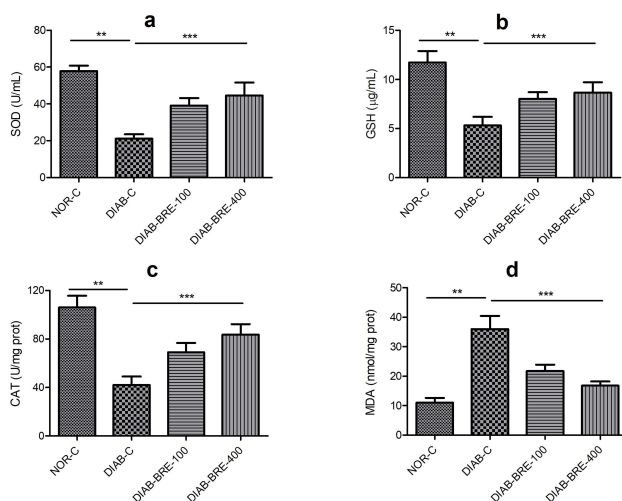 a
**
***
80
60
40
20
0
SOD (U/mL)
NOR-C
DIAB-C
DIAB-BRE-100
DIAB-BRE-400
b
**
***
15
10
5
0
GSH (μg/mL)
NOR-C
DIAB-C
DIAB-BRE-100
DIAB-BRE-400
c
**
***
120
80
40
0
CAT (U/mg prot)
NOR-C
DIAB-C
DIAB-BRE-100
DIAB-BRE-400
d
**
***
50
40
30
20
10
0
MDA (nmol/mg prot)
NOR-C
DIAB-C
DIAB-BRE-100
DIAB-BRE-400